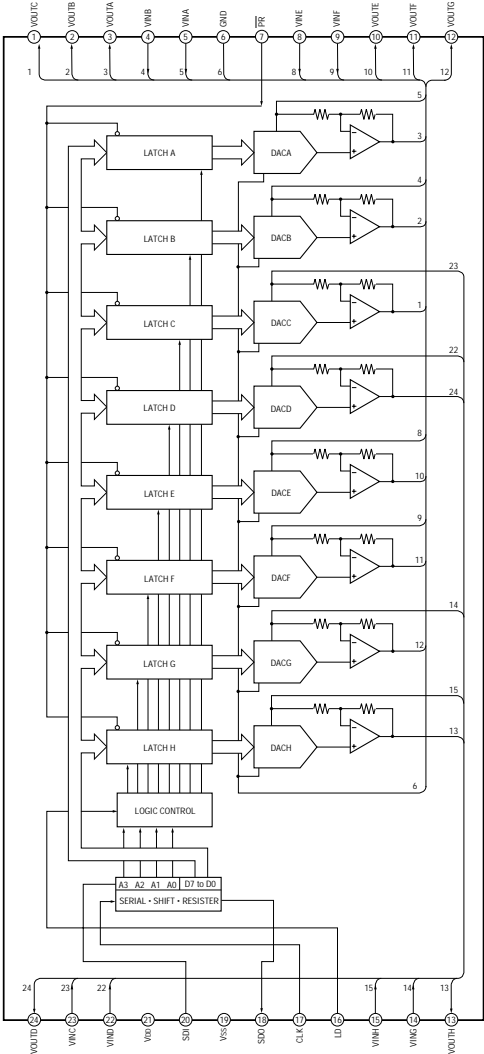 VOUTC VOUTB VOUTA VINB VINA GND PR VINE VINF VOUTE VOUTF VOUTG
1 2 3 4 5 6 7 8 9 10 11 12
1 2 3 4 5 6 8 9 10 11 12
5
LATCH A DACA − + 3
4
LATCH B DACB − + 2
23
LATCH C DACC − + 1
22
LATCH D DACD − + 24
8
LATCH E DACE − + 10
9
LATCH F DACF − + 11
14
LATCH G DACG − + 12
15
LATCH H DACH − + 13
6
LOGIC CONTROL
A3 A2 A1 A0 D7 to D0
SERIAL • SHIFT • RESISTER
24 23 22 15 14 13
24 23 22 21 20 19 18 17 16 15 14 13
VOUTD VINC VIND VDD SDI VSS SDO CLK LD VINH VING VOUTH